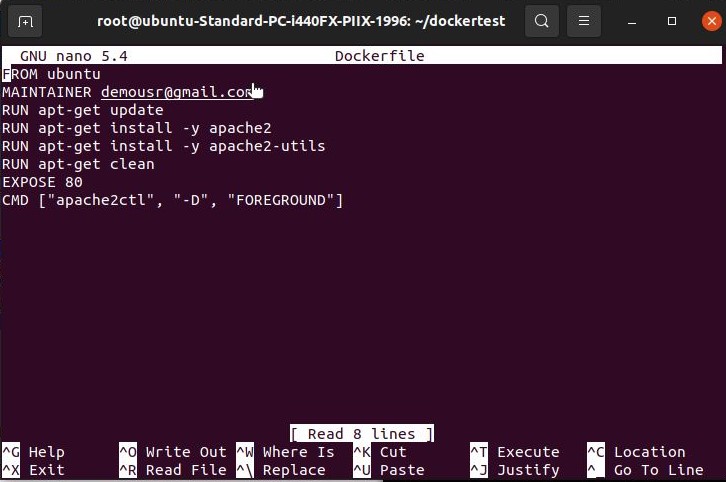 root@ubuntu-Standard-PC-i440FX-PIIX-1996: ~/dockertest
GNU nano 5.4 Dockerfile
FROM ubuntu
MAINTAINER demousr@gmail.com
RUN apt-get update
RUN apt-get install -y apache2
RUN apt-get install -y apache2-utils
RUN apt-get clean
EXPOSE 80
CMD ["apache2ctl", "-D", "FOREGROUND"]
[ Read 8 lines ]
^G Help ^O Write Out ^W Where Is ^K Cut ^T Execute ^C Location
^X Exit ^R Read File ^\ Replace ^U Paste ^J Justify ^_ Go To Line